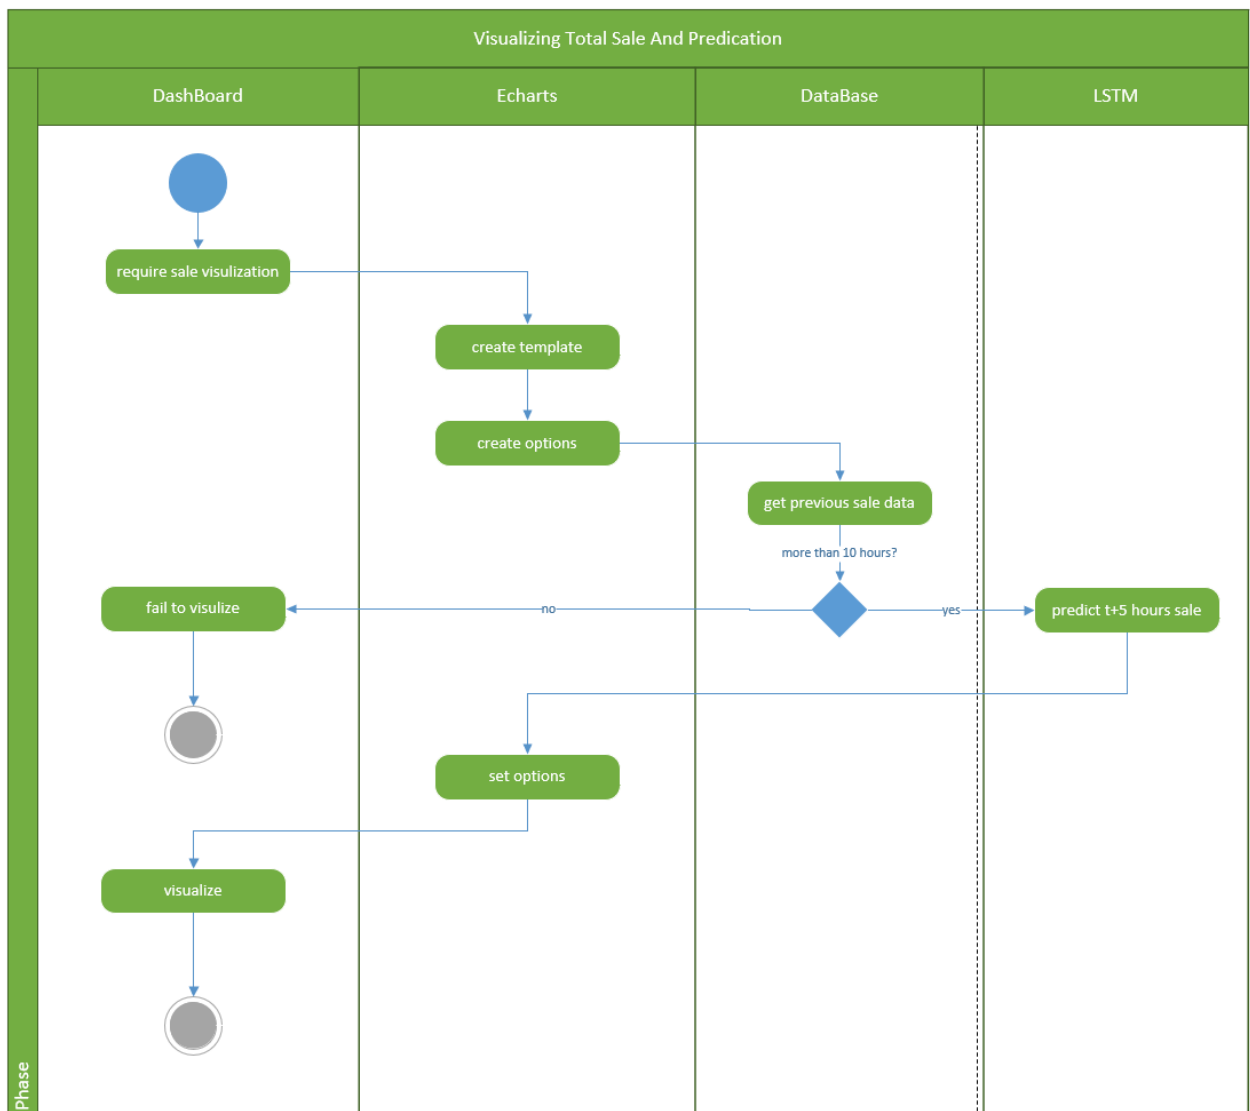 Visualizing Total Sale And Predication
DashBoard
Echarts
DataBase
LSTM
require sale visulization
create template
create options
get previous sale data
more than 10 hours?
fail to visulize
no
yes
predict t+5 hours sale
set options
visualize
Phase